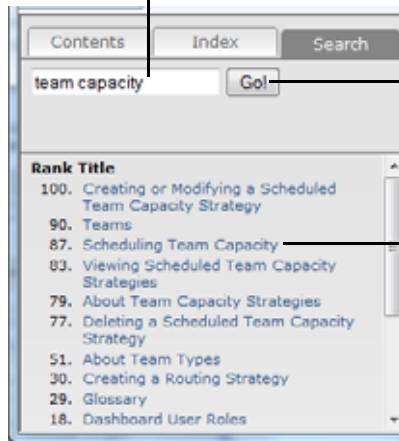 Contents Index Search
team capacity Go!
Rank Title
100. Creating or Modifying a Scheduled
Team Capacity Strategy
90. Teams
87. Scheduling Team Capacity
83. Viewing Scheduled Team Capacity
Strategies
79. About Team Capacity Strategies
77. Deleting a Scheduled Team Capacity
Strategy
51. About Team Types
30. Creating a Routing Strategy
29. Glossary
18. Dashboard User Roles